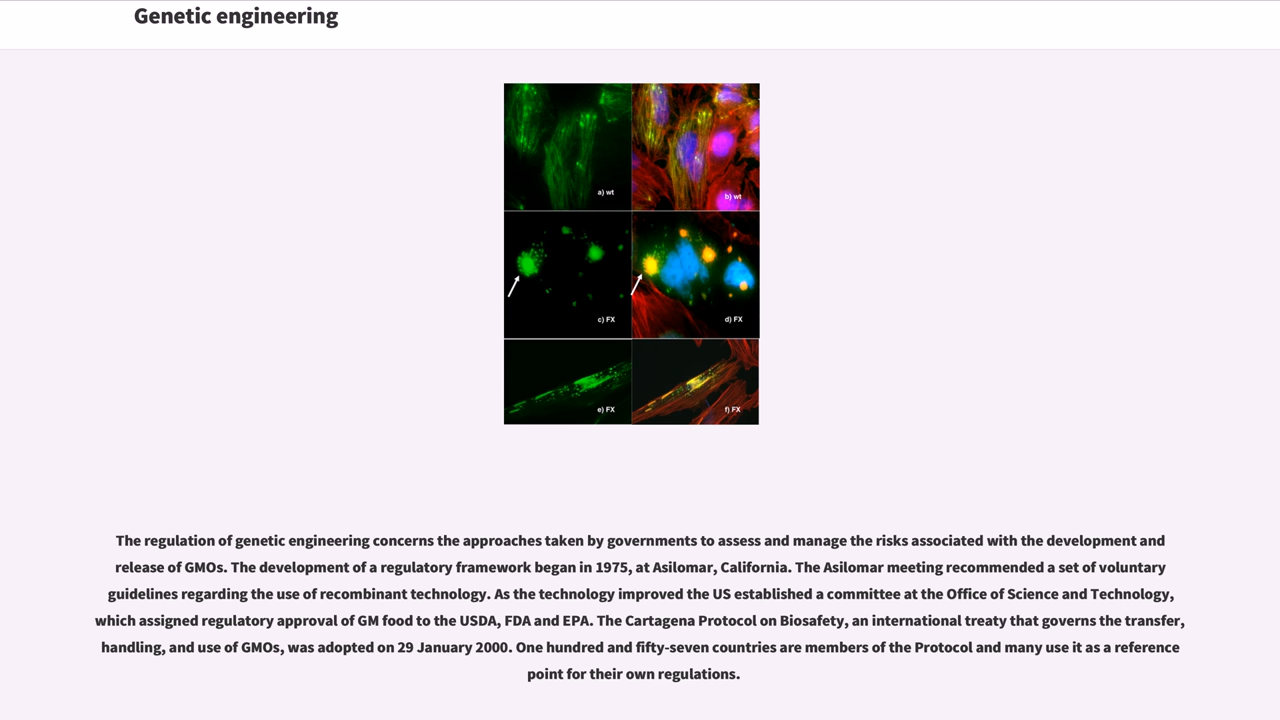 Genetic engineering
a) wt
b) wt
c) FX
d) FX
e) FX
f) FX
The regulation of genetic engineering concerns the approaches taken by governments to assess and manage the risks associated with the development and
release of GMOs. The development of a regulatory framework began in 1975, at Asilomar, California. The Asilomar meeting recommended a set of voluntary
guidelines regarding the use of recombinant technology. As the technology improved the US established a committee at the Office of Science and Technology,
which assigned regulatory approval of GM food to the USDA, FDA and EPA. The Cartagena Protocol on Biosafety, an international treaty that governs the transfer,
handling, and use of GMOs, was adopted on 29 January 2000. One hundred and fifty-seven countries are members of the Protocol and many use it as a reference
point for their own regulations.